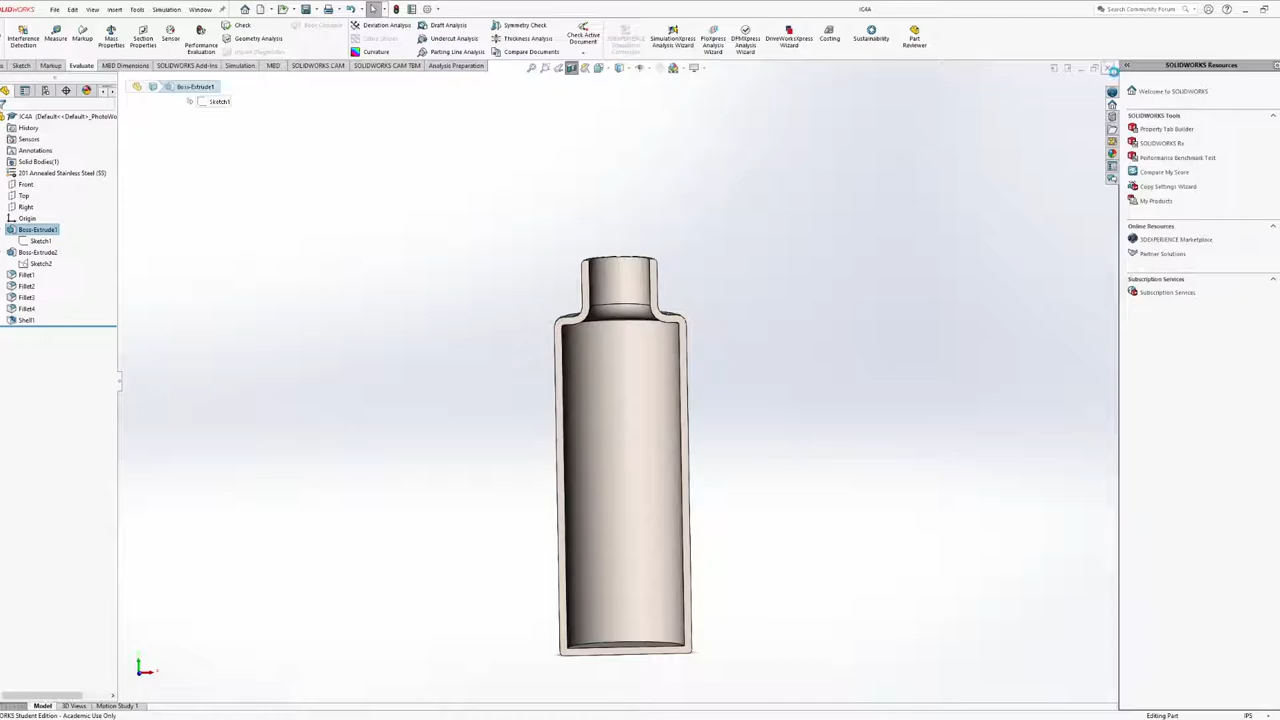 SOLIDWORKS File Edit View Insert Tools Simulation Window IC4A Search Community Forum
Interference Detection Measure Markup Mass Properties Section Properties Sensor Performance Evaluation
Check Deviation Analysis Draft Analysis Symmetry Check
Geometry Analysis Undercut Analysis Thickness Analysis
Curvature Parting Line Analysis Compare Documents
Check Active Document SimulationXpress Analysis Wizard FloXpress Analysis Wizard DFMXpress Analysis Wizard DriveWorksXpress Wizard Costing Sustainability Part Reviewer
Sketch Markup Evaluate MBD Dimensions SOLIDWORKS Add-Ins Simulation MBD SOLIDWORKS CAM SOLIDWORKS CAM TBM Analysis Preparation
Boss-Extrude1
Sketch1
IC4A (Default<<Default>_PhotoWo
History
Sensors
Annotations
Solid Bodies(1)
201 Annealed Stainless Steel (SS)
Front
Top
Right
Origin
Boss-Extrude1
Sketch1
Boss-Extrude2
Sketch2
Fillet1
Fillet2
Fillet3
Fillet4
Shell1
SOLIDWORKS Resources
Welcome to SOLIDWORKS
SOLIDWORKS Tools
Property Tab Builder
SOLIDWORKS Rx
Performance Benchmark Test
Compare My Score
Copy Settings Wizard
My Products
Online Resources
3DEXPERIENCE Marketplace
Partner Solutions
Subscription Services
Subscription Services
Model 3D Views Motion Study 1
ORKS Student Edition - Academic Use Only Editing Part IPS